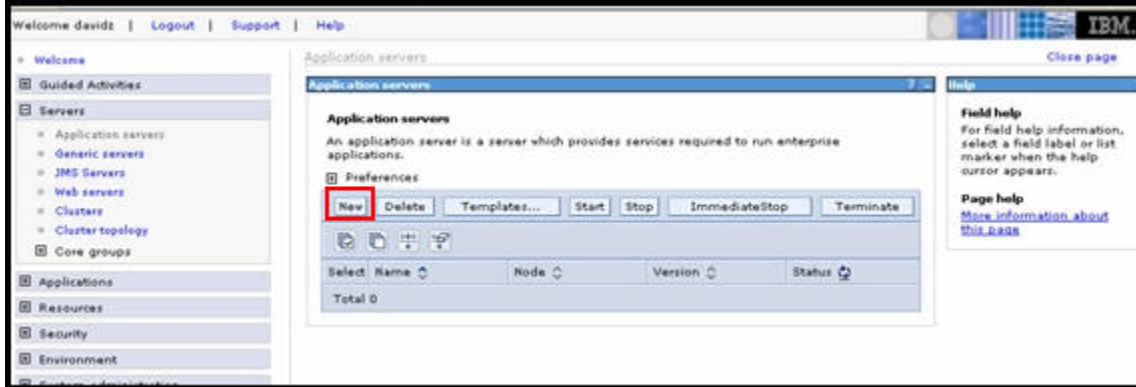 Welcome davidz | Logout | Support | Help
IBM.
Welcome
Guided Activities
Servers
Application servers
Generic servers
JMS Servers
Web servers
Clusters
Cluster topology
Core groups
Applications
Resources
Security
Environment
System administration
Application servers
Close page
Application servers
? -
Application servers
An application server is a server which provides services required to run enterprise
applications.
Preferences
New Delete Templates... Start Stop ImmediateStop Terminate
Select Name Node Version Status
Total 0
Help
Field help
For field help information,
select a field label or list
marker when the help
cursor appears.
Page help
More information about
this page